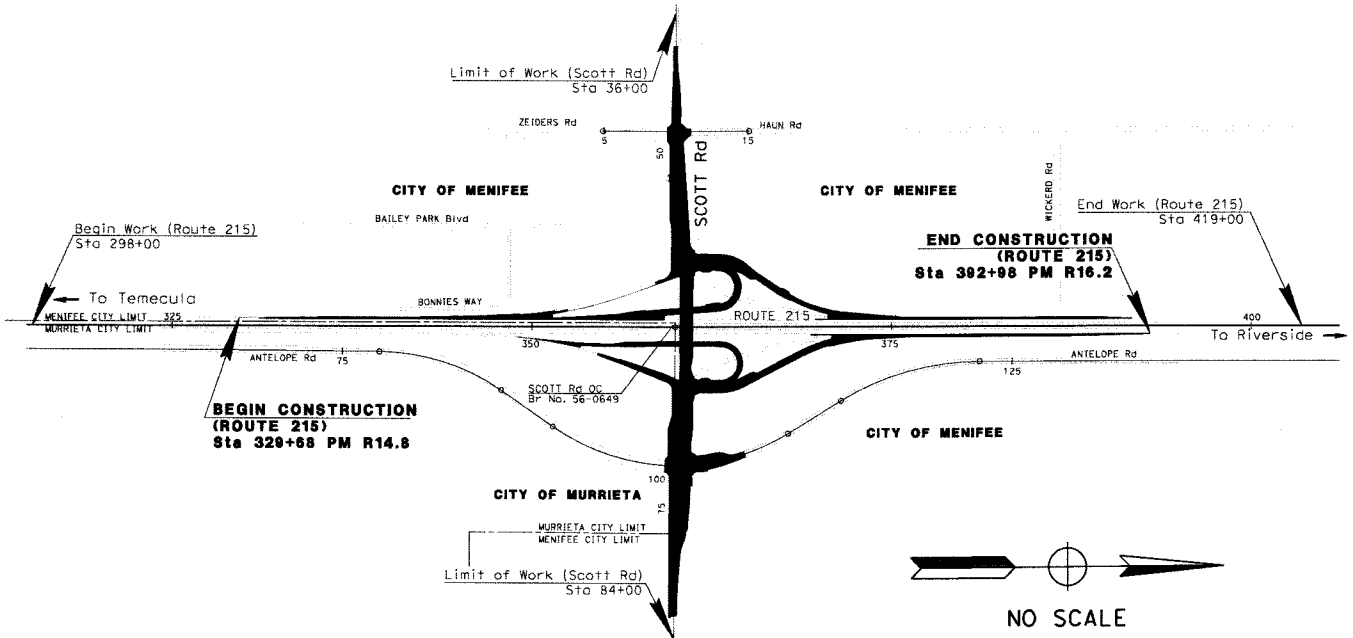 Limit of Work (Scott Rd)
Sta 36+00
ZEIDERS Rd
HAUN Rd
5
15
50
SCOTT Rd
WICKERD Rd
CITY OF MENIFEE
CITY OF MENIFEE
BAILEY PARK Blvd
Begin Work (Route 215)
Sta 298+00
End Work (Route 215)
Sta 419+00
END CONSTRUCTION
(ROUTE 215)
Sta 392+98 PM R16.2
To Temecula
BONNIES WAY
MENIFEE CITY LIMIT
325
MURRIETA CITY LIMIT
ROUTE 215
400
To Riverside
350
375
ANTELOPE Rd
75
ANTELOPE Rd
125
SCOTT Rd OC
Br No. 56-0649
BEGIN CONSTRUCTION
(ROUTE 215)
Sta 329+68 PM R14.8
CITY OF MENIFEE
100
75
CITY OF MURRIETA
MURRIETA CITY LIMIT
MENIFEE CITY LIMIT
Limit of Work (Scott Rd)
Sta 84+00
NO SCALE